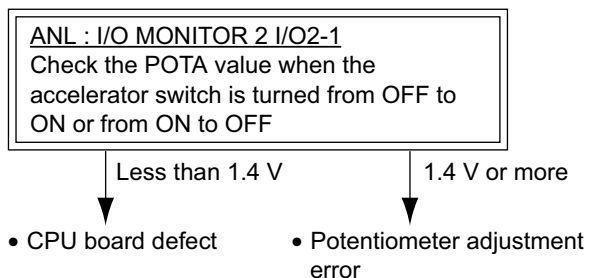 ANL : I/O MONITOR 2 I/O2-1
Check the POTA value when the
accelerator switch is turned from OFF to
ON or from ON to OFF
Less than 1.4 V
1.4 V or more
• CPU board defect
• Potentiometer adjustment
error